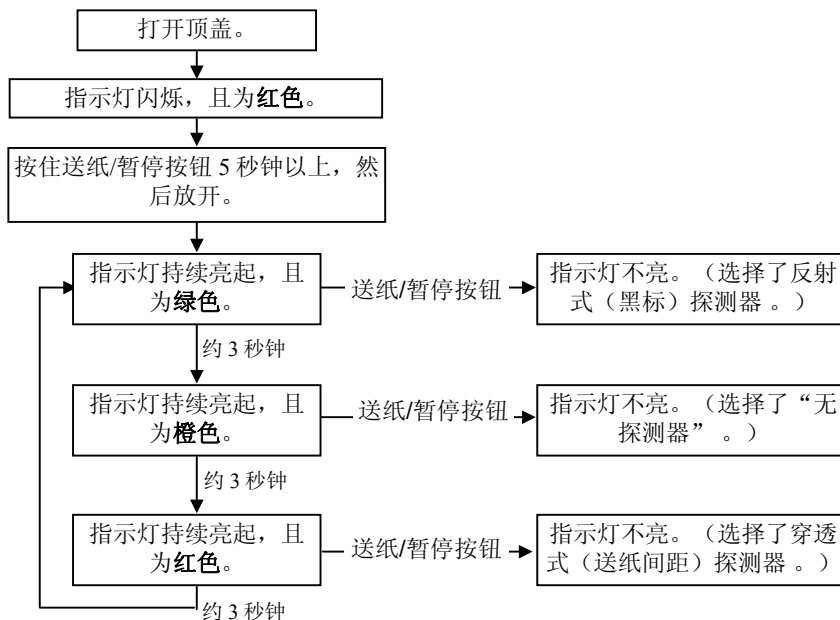 打开顶盖。
指示灯闪烁，且为红色。
按住送纸/暂停按钮 5 秒钟以上，然
后放开。
指示灯持续亮起，且
为绿色。
送纸/暂停按钮
指示灯不亮。（选择了反射
式（黑标）探测器 。）
约 3 秒钟
指示灯持续亮起，且
为橙色。
送纸/暂停按钮
指示灯不亮。（选择了“无
探测器” 。）
约 3 秒钟
指示灯持续亮起，且
为红色。
送纸/暂停按钮
指示灯不亮。（选择了穿透
式（送纸间距）探测器 。）
约 3 秒钟